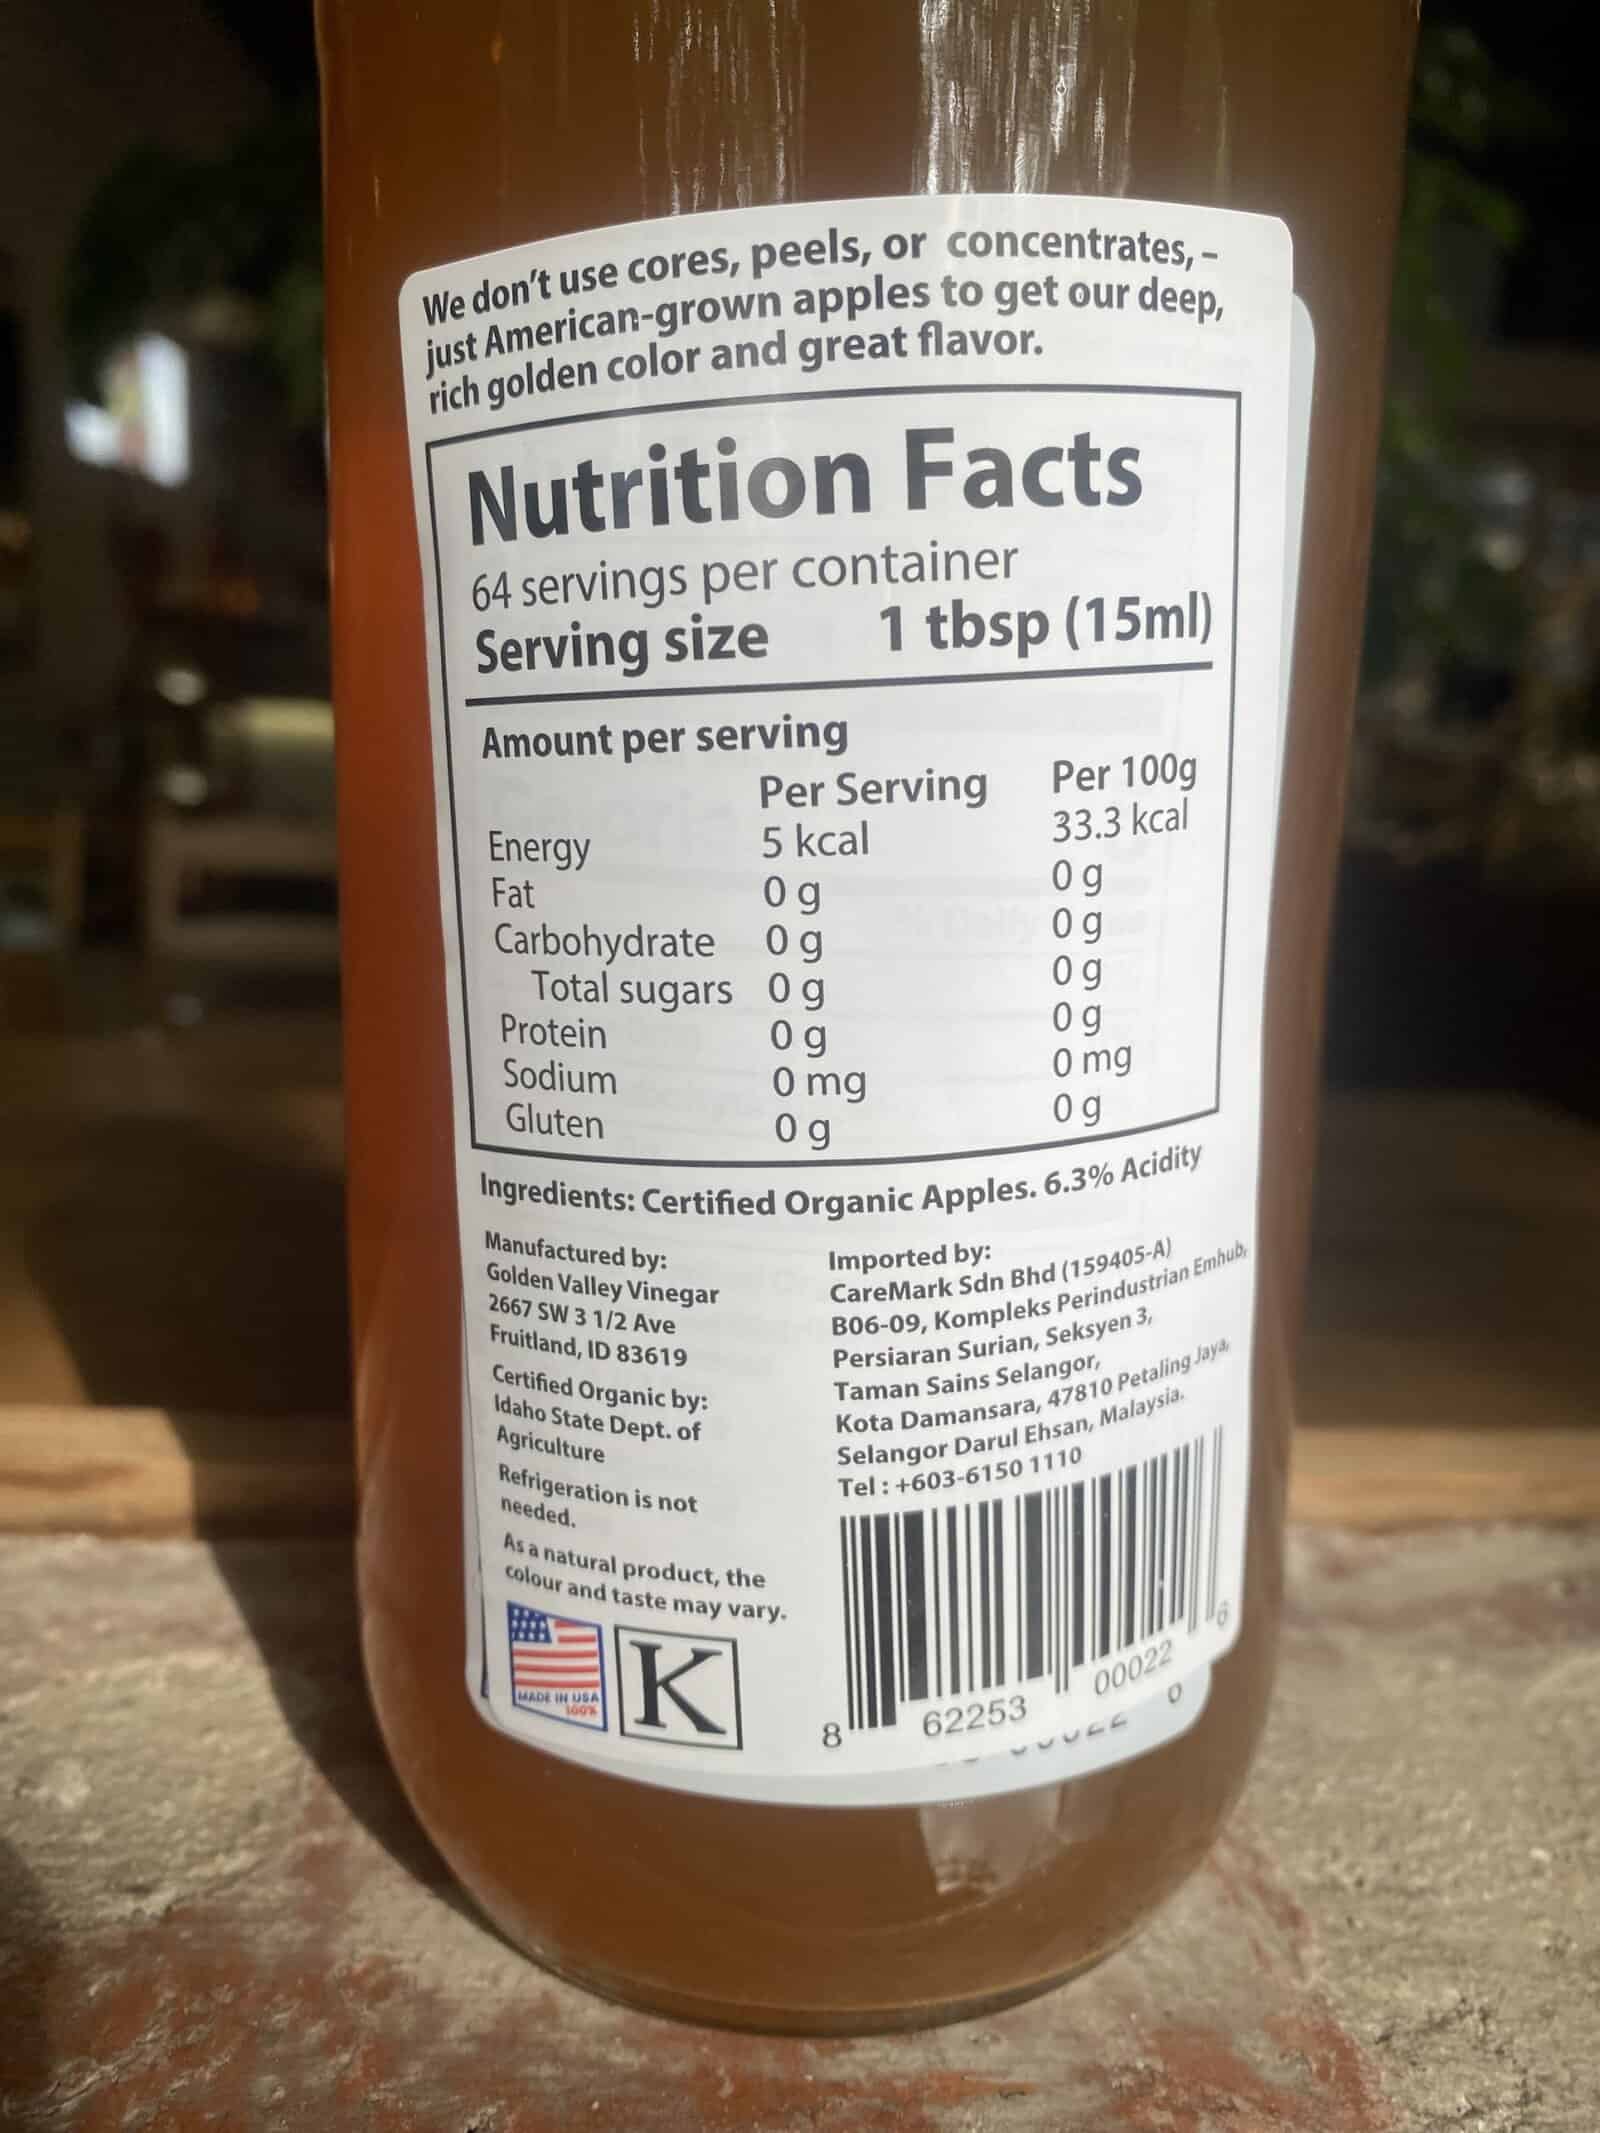 We don't use cores, peels, or concentrates, –
just American-grown apples to get our deep,
rich golden color and great flavor.
Nutrition Facts
64 servings per container
Serving size 1 tbsp (15ml)
Amount per serving
Per Serving Per 100g
Energy 5 kcal 33.3 kcal
Fat 0 g 0 g
Carbohydrate 0 g 0 g
Total sugars 0 g 0 g
Protein 0 g 0 g
Sodium 0 mg 0 mg
Gluten 0 g 0 g
Ingredients: Certified Organic Apples. 6.3% Acidity
Manufactured by:
Golden Valley Vinegar
2667 SW 3 1/2 Ave
Fruitland, ID 83619
Certified Organic by:
Idaho State Dept. of
Agriculture
Refrigeration is not
needed.
As a natural product, the
colour and taste may vary.
MADE IN USA
100%
K
Imported by:
CareMark Sdn Bhd (159405-A)
B06-09, Kompleks Perindustrian Emhub,
Persiaran Surian, Seksyen 3,
Taman Sains Selangor,
Kota Damansara, 47810 Petaling Jaya,
Selangor Darul Ehsan, Malaysia.
Tel : +603-6150 1110
8 62253 00022 6